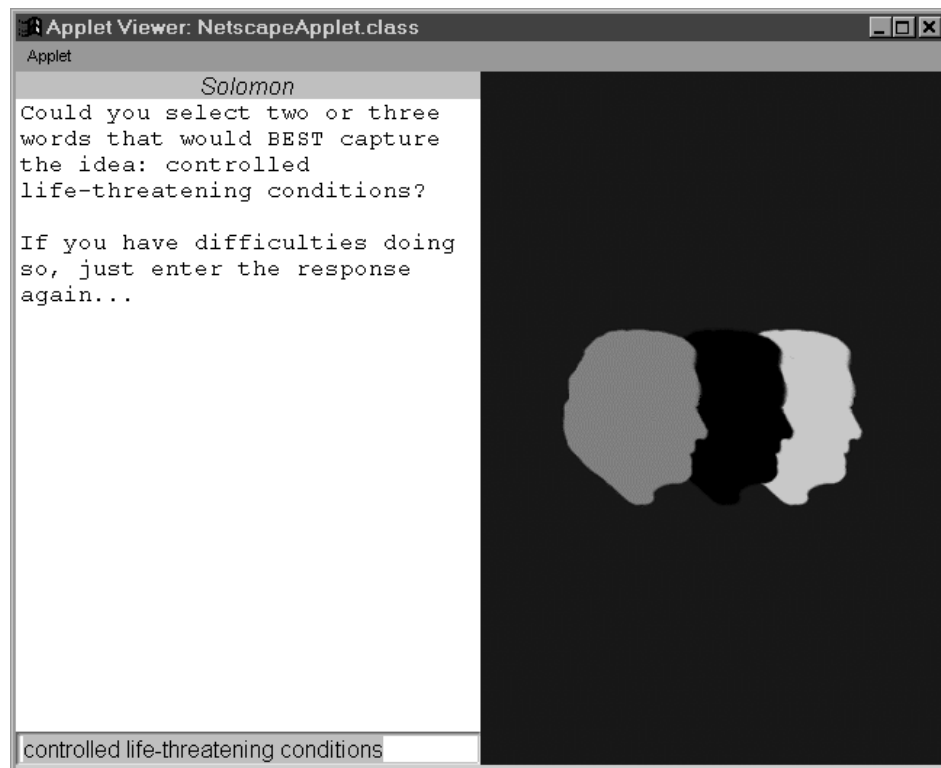 Applet Viewer: NetscapeApplet.class
Applet
Solomon
Could you select two or three
words that would BEST capture
the idea: controlled
life-threatening conditions?
If you have difficulties doing
so, just enter the response
again...
controlled life-threatening conditions